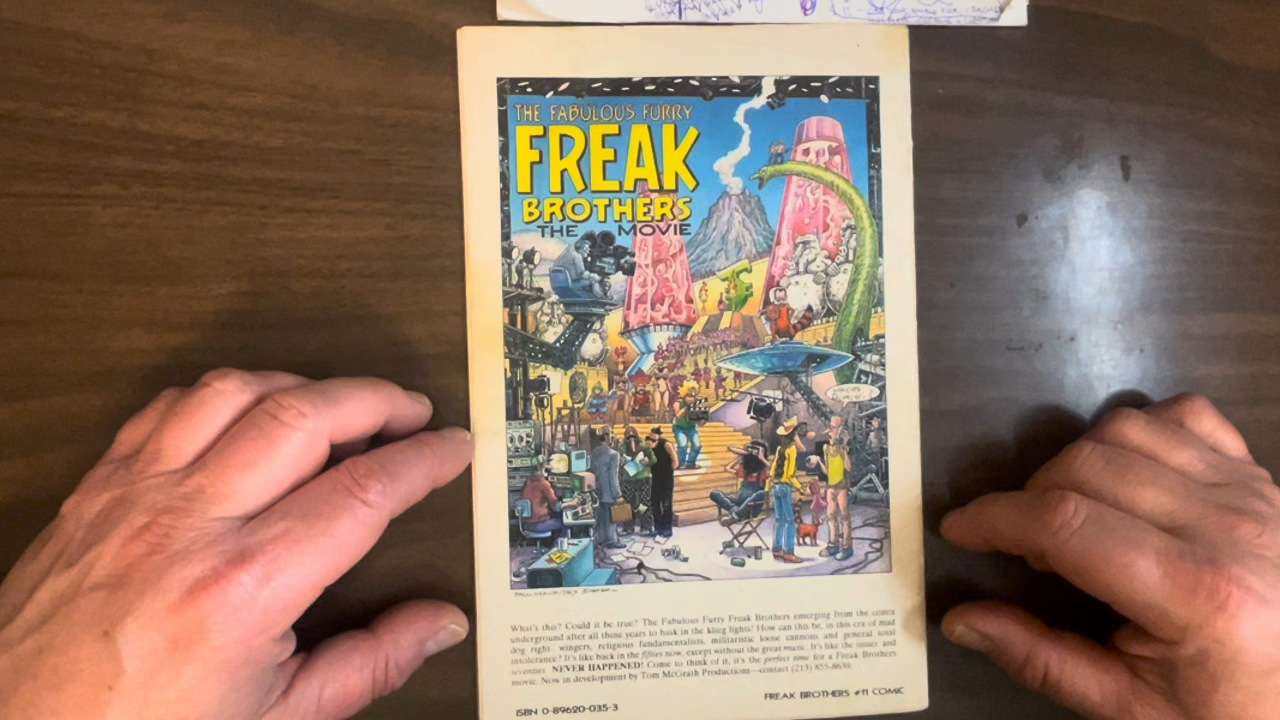 THE FABULOUS FURRY
FREAK
BROTHERS
THE MOVIE
What's this? Could it be true? The Fabulous Furry Freak Brothers emerging from the comix
underground after all these years to bask in the klieg lights! How can this be, in this era of mad
dog right-wingers, religious fundamentalists, militaristic loose cannons and general total
intolerance? It's like back in the fifties now, except without the great music. It's like the sixties and
seventies NEVER HAPPENED! Come to think of it, it's the perfect time for a Freak Brothers
movie. Now in development by Tom McGrath Productions—contact (213) 855-8639.
FREAK BROTHERS #11 COMIC
ISBN 0-89620-035-3